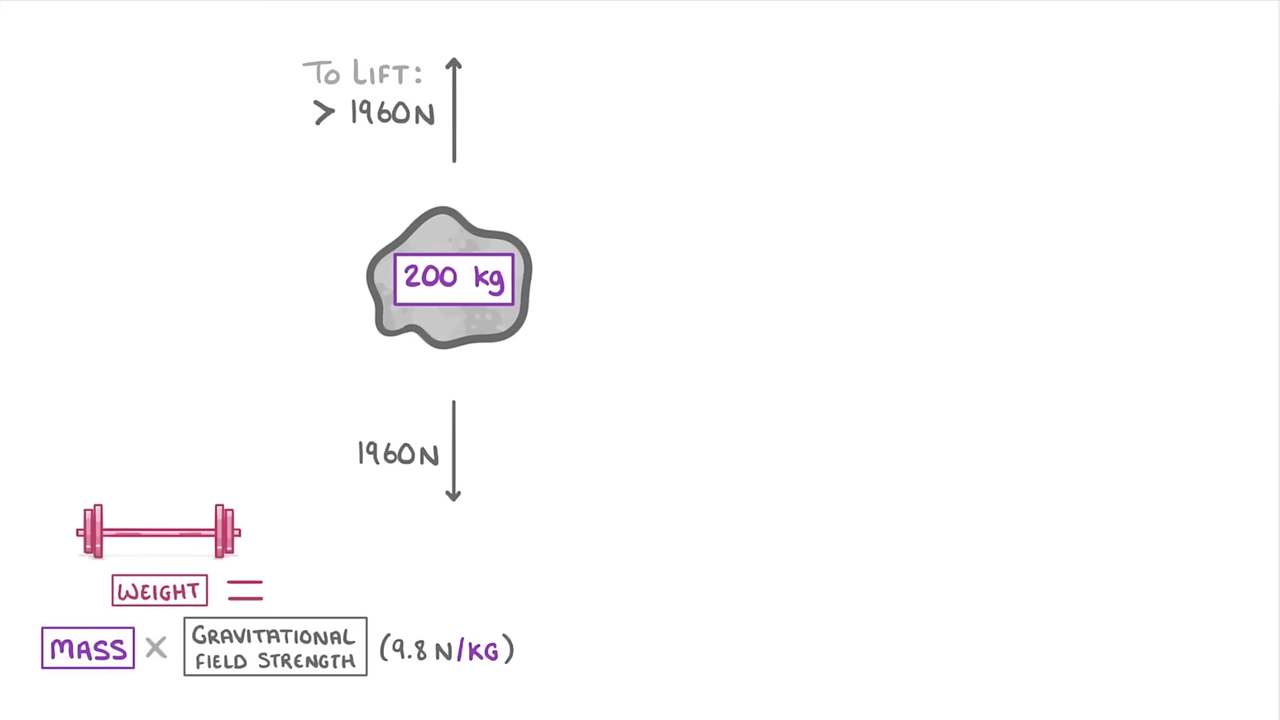 TO LIFT:
> 1960N
200 kg
1960N
WEIGHT =
MASS × GRAVITATIONAL FIELD STRENGTH (9.8 N/KG)